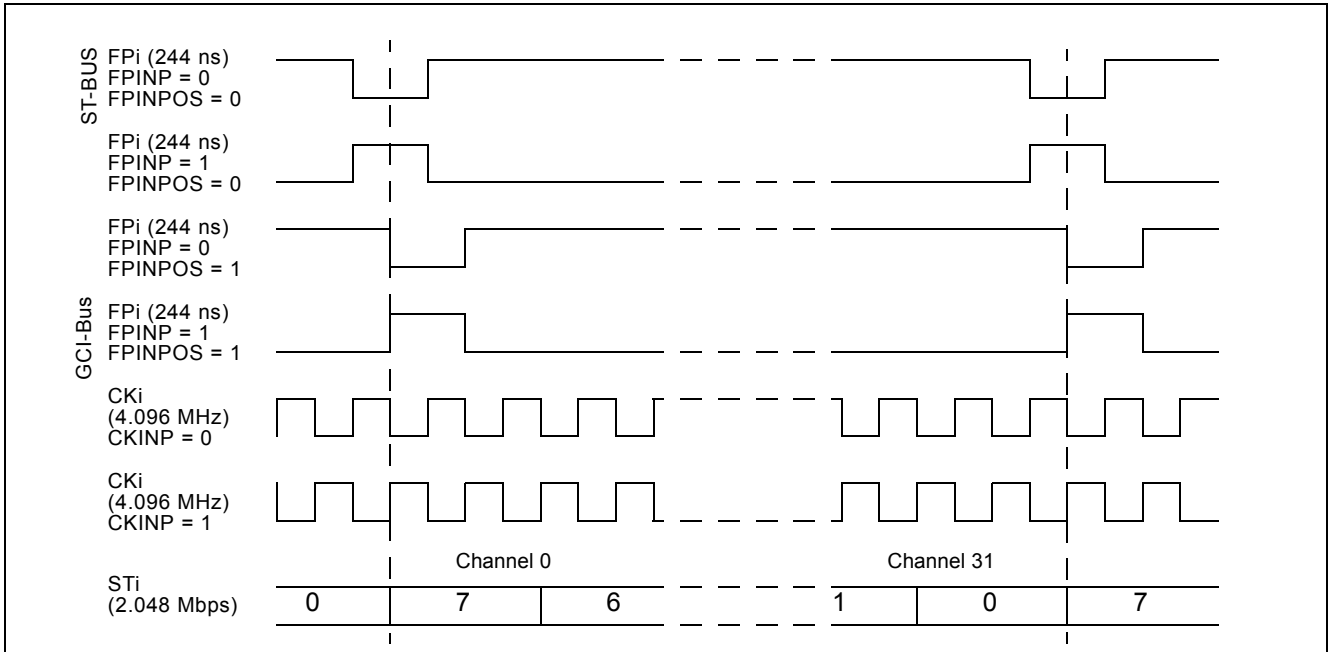 ST-BUS
FPi (244 ns)
FPINP = 0
FPINPOS = 0
FPi (244 ns)
FPINP = 1
FPINPOS = 0
FPi (244 ns)
FPINP = 0
FPINPOS = 1
GCI-Bus
FPi (244 ns)
FPINP = 1
FPINPOS = 1
CKi
(4.096 MHz)
CKINP = 0
CKi
(4.096 MHz)
CKINP = 1
Channel 0 Channel 31
STi
(2.048 Mbps)
0 7 6 1 0 7